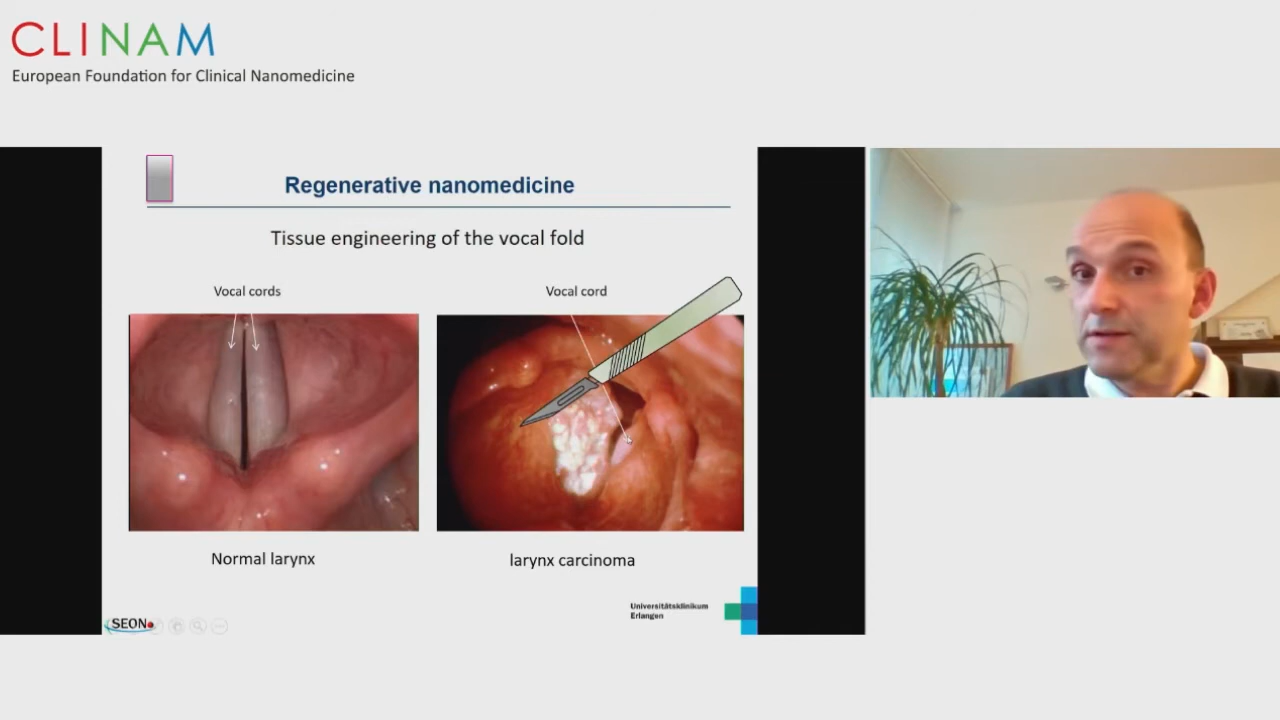 CLINAM
European Foundation for Clinical Nanomedicine
Regenerative nanomedicine
Tissue engineering of the vocal fold
Vocal cords
Vocal cord
Normal larynx
larynx carcinoma
SEON
Universitätsklinikum
Erlangen